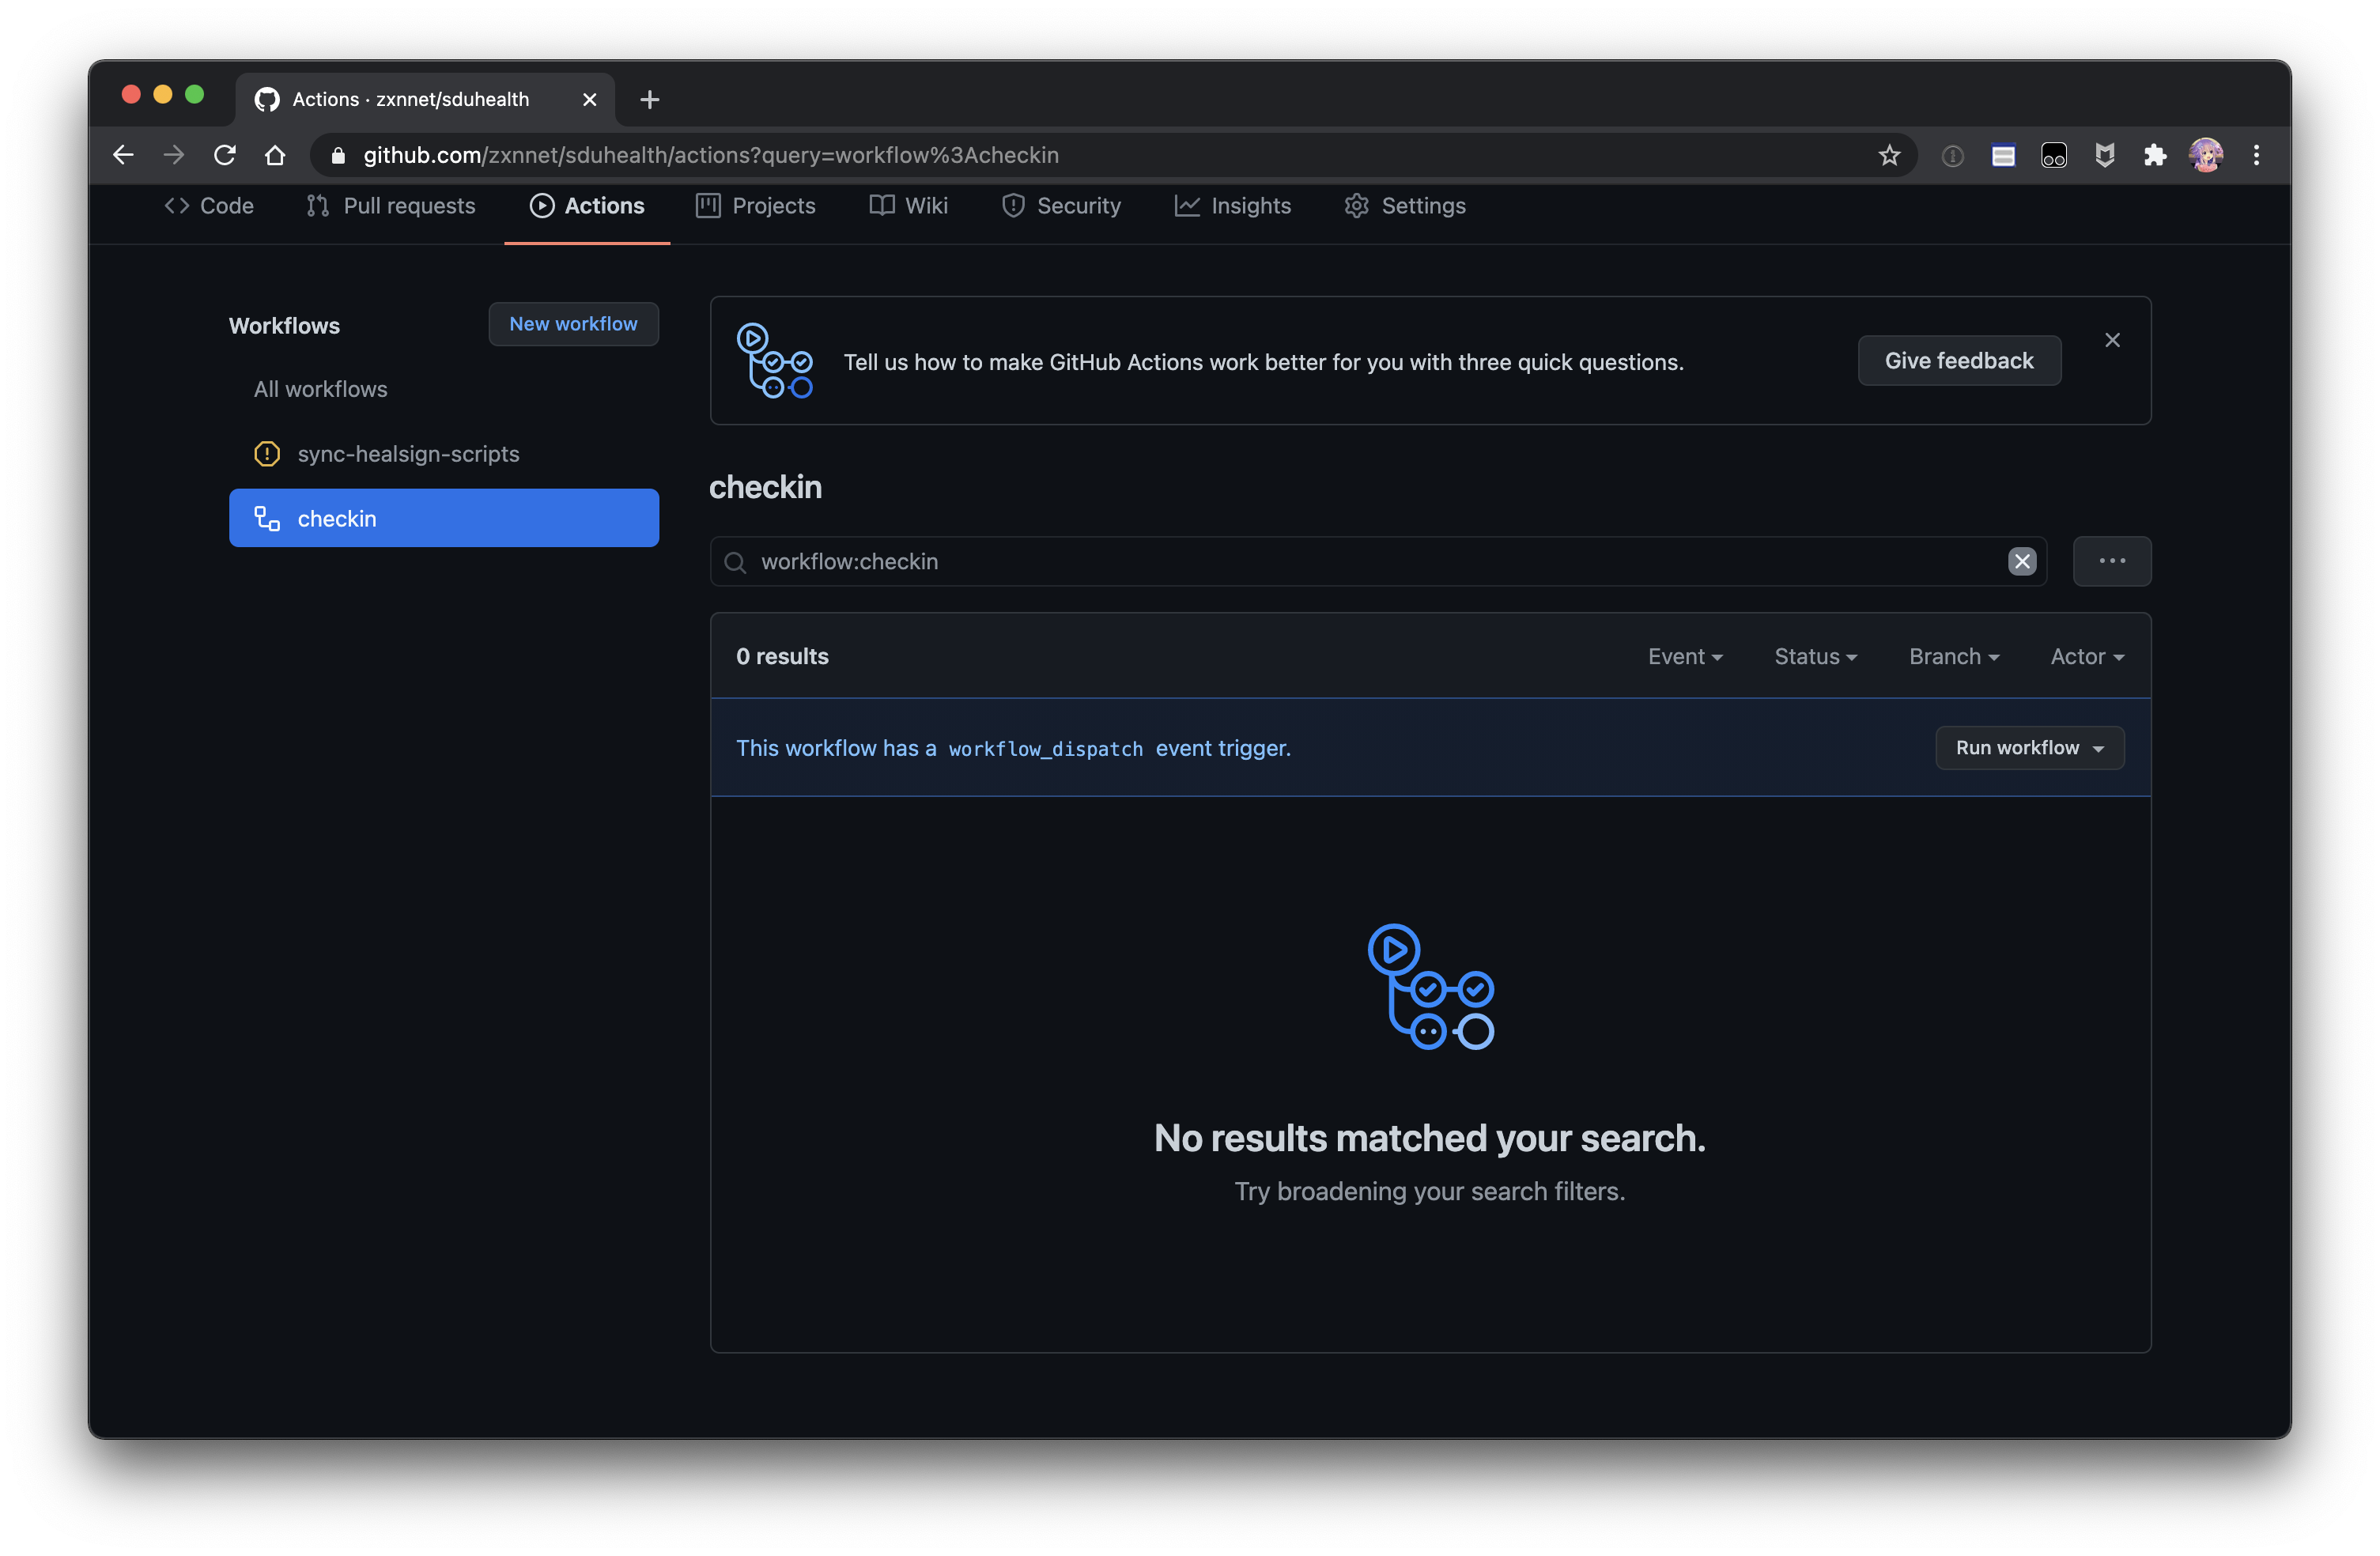 Actions · zxnnet/sduhealth
github.com/zxnnet/sduhealth/actions?query=workflow%3Acheckin
Code Pull requests Actions Projects Wiki Security Insights Settings
Workflows
New workflow
All workflows
sync-healsign-scripts
checkin
Tell us how to make GitHub Actions work better for you with three quick questions.
Give feedback
checkin
workflow:checkin
0 results
Event Status Branch Actor
This workflow has a workflow_dispatch event trigger.
Run workflow
No results matched your search.
Try broadening your search filters.